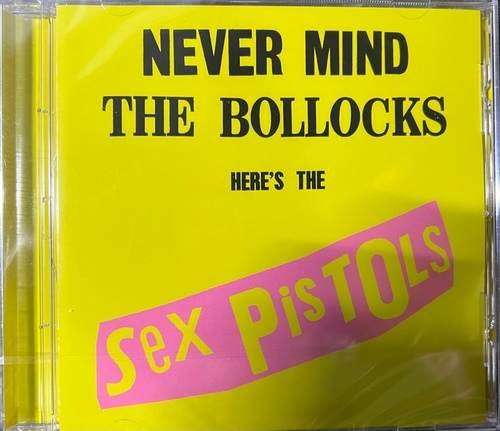 NEVER MIND
THE BOLLOCKS
HERE'S THE
Sex PisTOLs